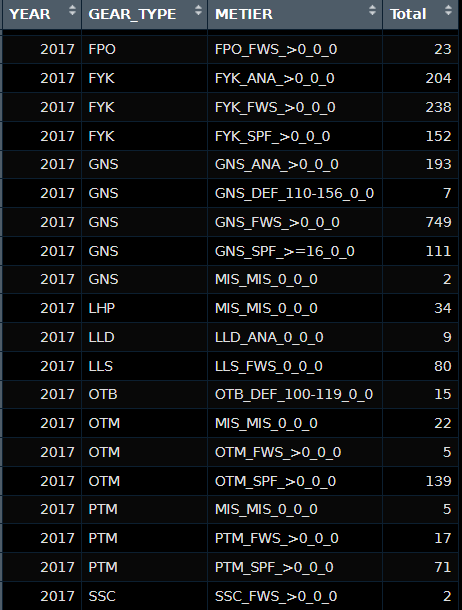 YEAR GEAR_TYPE METIER Total
2017 FPO FPO_FWS_>0_0_0 23
2017 FYK FYK_ANA_>0_0_0 204
2017 FYK FYK_FWS_>0_0_0 238
2017 FYK FYK_SPF_>0_0_0 152
2017 GNS GNS_ANA_>0_0_0 193
2017 GNS GNS_DEF_110-156_0_0 7
2017 GNS GNS_FWS_>0_0_0 749
2017 GNS GNS_SPF_>=16_0_0 111
2017 GNS MIS_MIS_0_0_0 2
2017 LHP MIS_MIS_0_0_0 34
2017 LLD LLD_ANA_0_0_0 9
2017 LLS LLS_FWS_0_0_0 80
2017 OTB OTB_DEF_100-119_0_0 15
2017 OTM MIS_MIS_0_0_0 22
2017 OTM OTM_FWS_>0_0_0 5
2017 OTM OTM_SPF_>0_0_0 139
2017 PTM MIS_MIS_0_0_0 5
2017 PTM PTM_FWS_>0_0_0 17
2017 PTM PTM_SPF_>0_0_0 71
2017 SSC SSC_FWS_>0_0_0 2